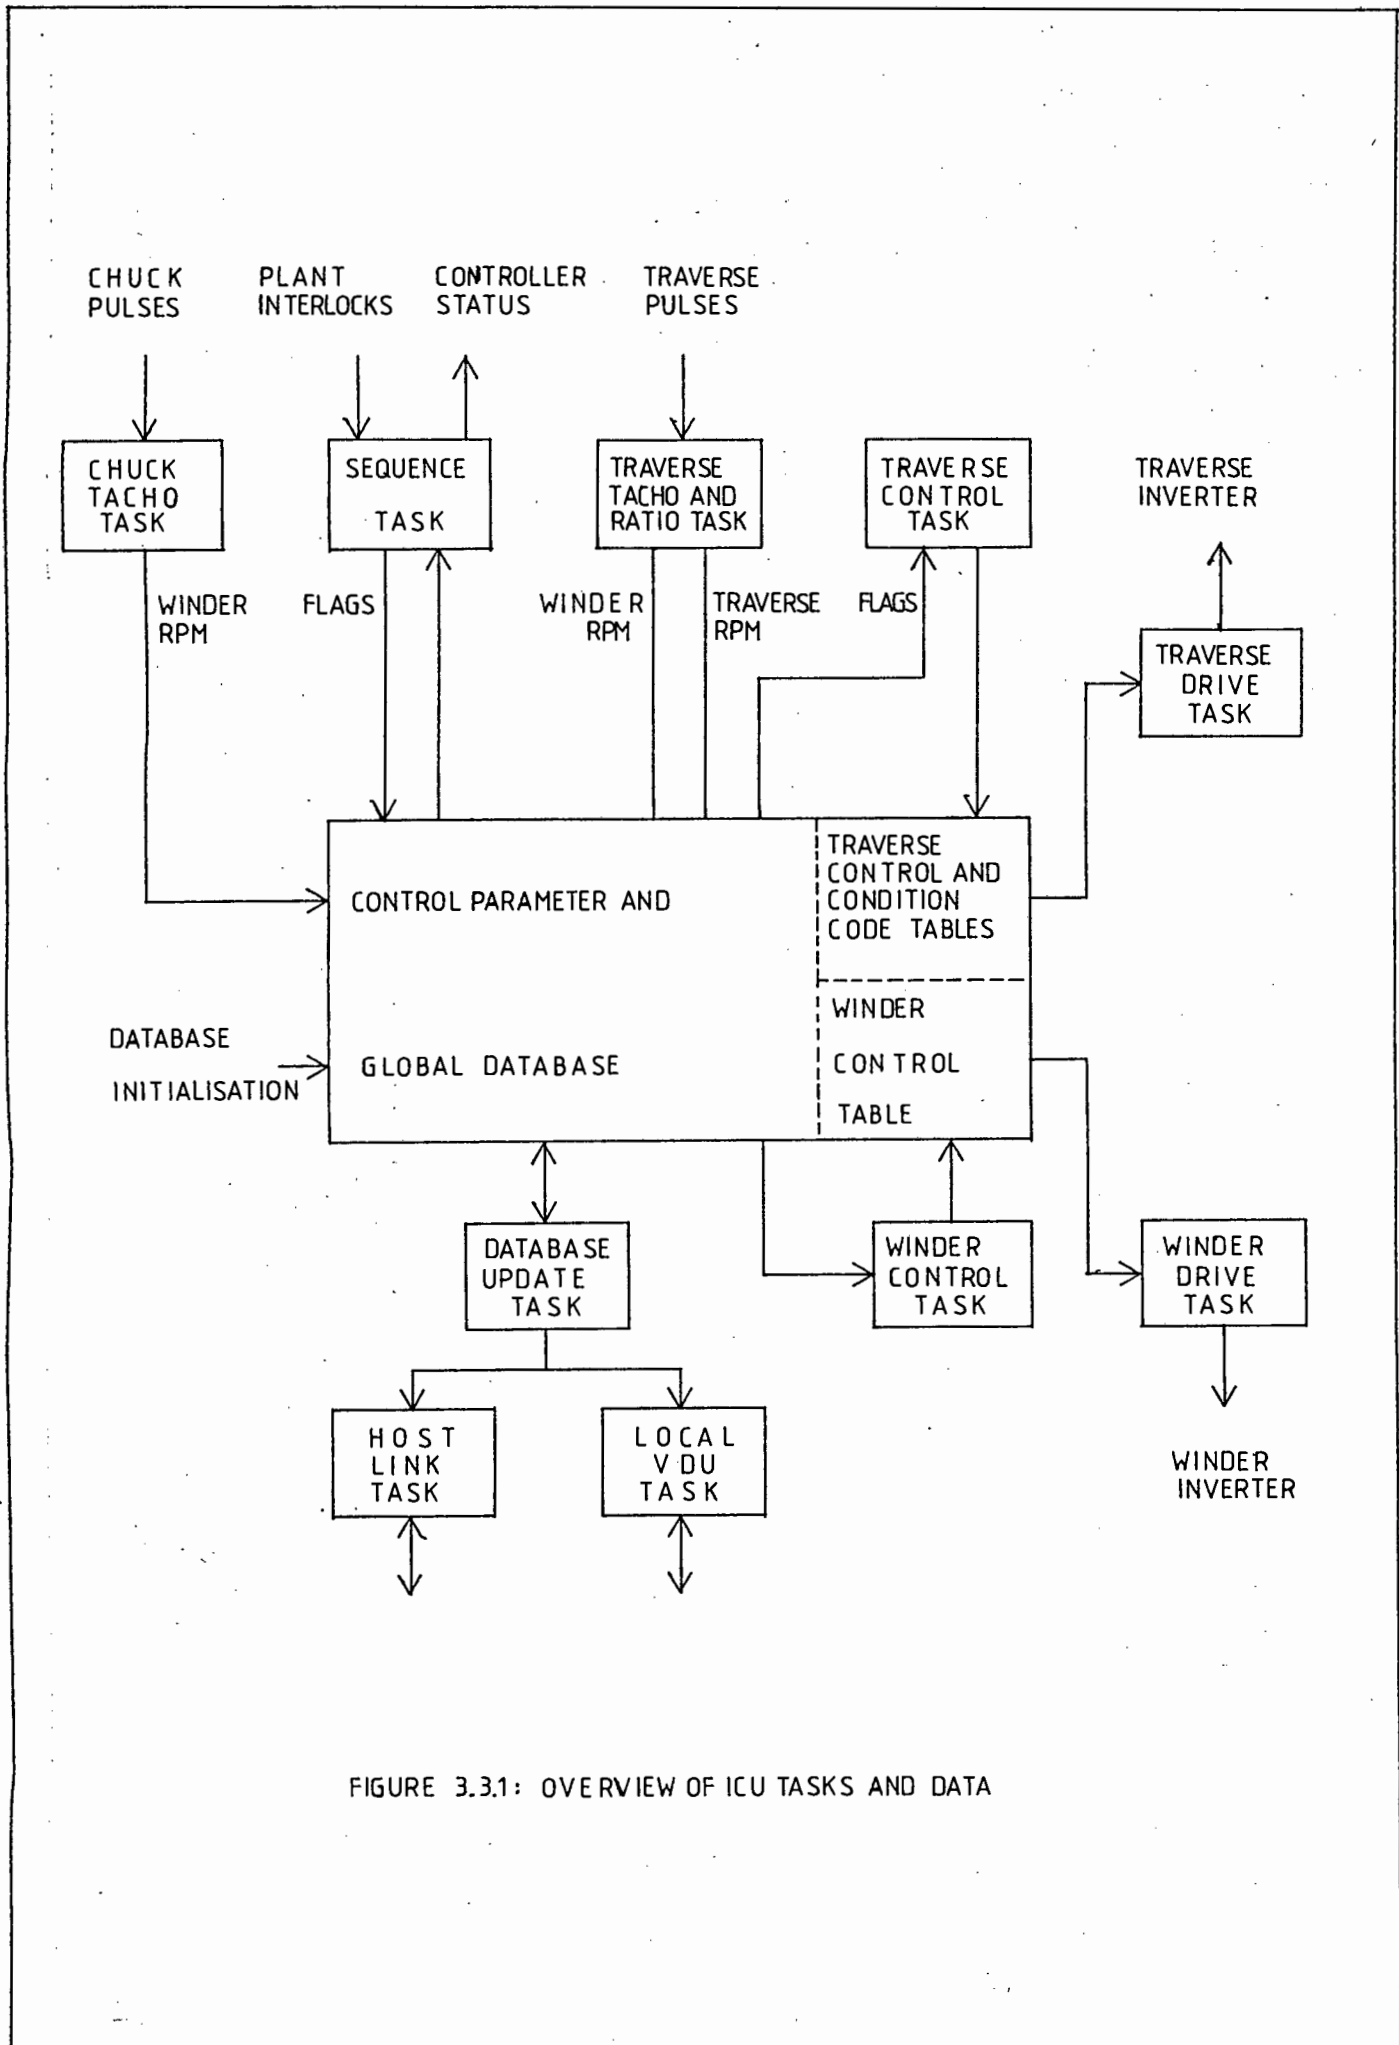 CHUCK
PULSES
PLANT
INTERLOCKS
CONTROLLER
STATUS
TRAVERSE
PULSES
CHUCK
TACHO
TASK
SEQUENCE
TASK
TRAVERSE
TACHO AND
RATIO TASK
TRAVERSE
CONTROL
TASK
TRAVERSE
INVERTER
WINDER
RPM
FLAGS
WINDER
RPM
TRAVERSE
RPM
FLAGS
TRAVERSE
DRIVE
TASK
CONTROL PARAMETER AND
GLOBAL DATABASE
TRAVERSE
CONTROL AND
CONDITION
CODE TABLES
WINDER
CONTROL
TABLE
DATABASE
INITIALISATION
DATABASE
UPDATE
TASK
WINDER
CONTROL
TASK
WINDER
DRIVE
TASK
HOST
LINK
TASK
LOCAL
VDU
TASK
WINDER
INVERTER
FIGURE 3.3.1: OVERVIEW OF ICU TASKS AND DATA